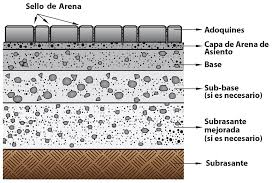 Sello de Arena
Adoquines
Capa de Arena de
Asiento
Base
Sub-base
(si es necesario)
Subrasante
mejorada (si es
necesario)
Subrasante